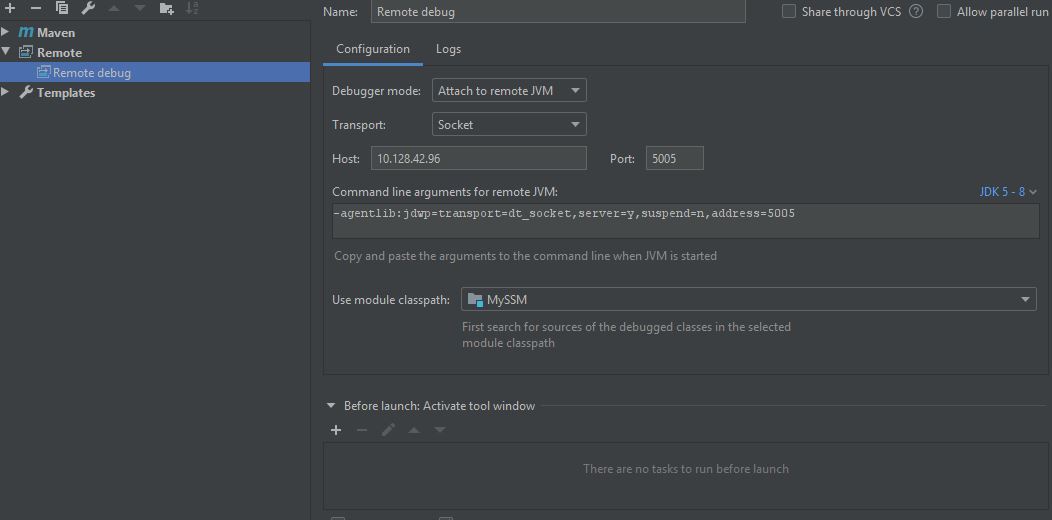 Name: Remote debug
Share through VCS
Allow parallel run
Maven
Remote
Remote debug
Templates
Configuration
Logs
Debugger mode: Attach to remote JVM
Transport: Socket
Host: 10.128.42.96
Port: 5005
Command line arguments for remote JVM:
JDK 5 - 8
-agentlib:jdwp=transport=dt_socket,server=y,suspend=n,address=5005
Copy and paste the arguments to the command line when JVM is started
Use module classpath: MySSM
First search for sources of the debugged classes in the selected
module classpath
Before launch: Activate tool window
There are no tasks to run before launch